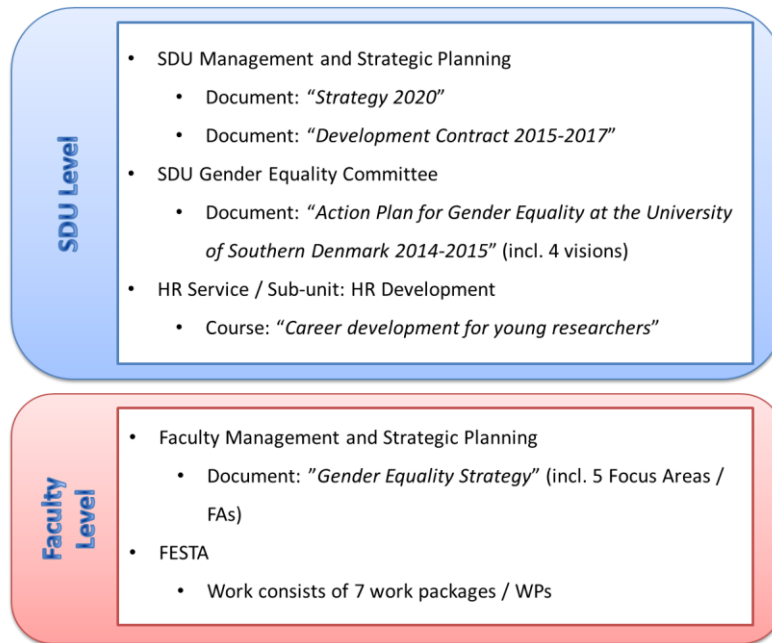 SDU Level
• SDU Management and Strategic Planning
• Document: “Strategy 2020”
• Document: “Development Contract 2015-2017”
• SDU Gender Equality Committee
• Document: “Action Plan for Gender Equality at the University
of Southern Denmark 2014-2015” (incl. 4 visions)
• HR Service / Sub-unit: HR Development
• Course: “Career development for young researchers”
Faculty
Level
• Faculty Management and Strategic Planning
• Document: ”Gender Equality Strategy” (incl. 5 Focus Areas /
FAs)
• FESTA
• Work consists of 7 work packages / WPs